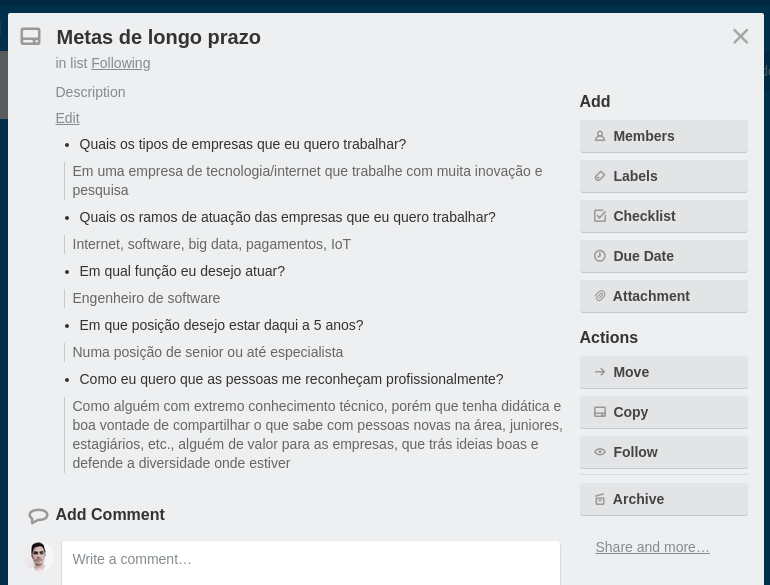 Metas de longo prazo
in list Following
Description
Edit
• Quais os tipos de empresas que eu quero trabalhar?
Em uma empresa de tecnologia/internet que trabalhe com muita inovação e
pesquisa
• Quais os ramos de atuação das empresas que eu quero trabalhar?
Internet, software, big data, pagamentos, IoT
• Em qual função eu desejo atuar?
Engenheiro de software
• Em que posição desejo estar daqui a 5 anos?
Numa posição de senior ou até especialista
• Como eu quero que as pessoas me reconheçam profissionalmente?
Como alguém com extremo conhecimento técnico, porém que tenha didática e
boa vontade de compartilhar o que sabe com pessoas novas na área, juniores,
estagiários, etc., alguém de valor para as empresas, que trás ideias boas e
defende a diversidade onde estiver
Add Comment
Write a comment…
Add
Members
Labels
Checklist
Due Date
Attachment
Actions
Move
Copy
Follow
Archive
Share and more…